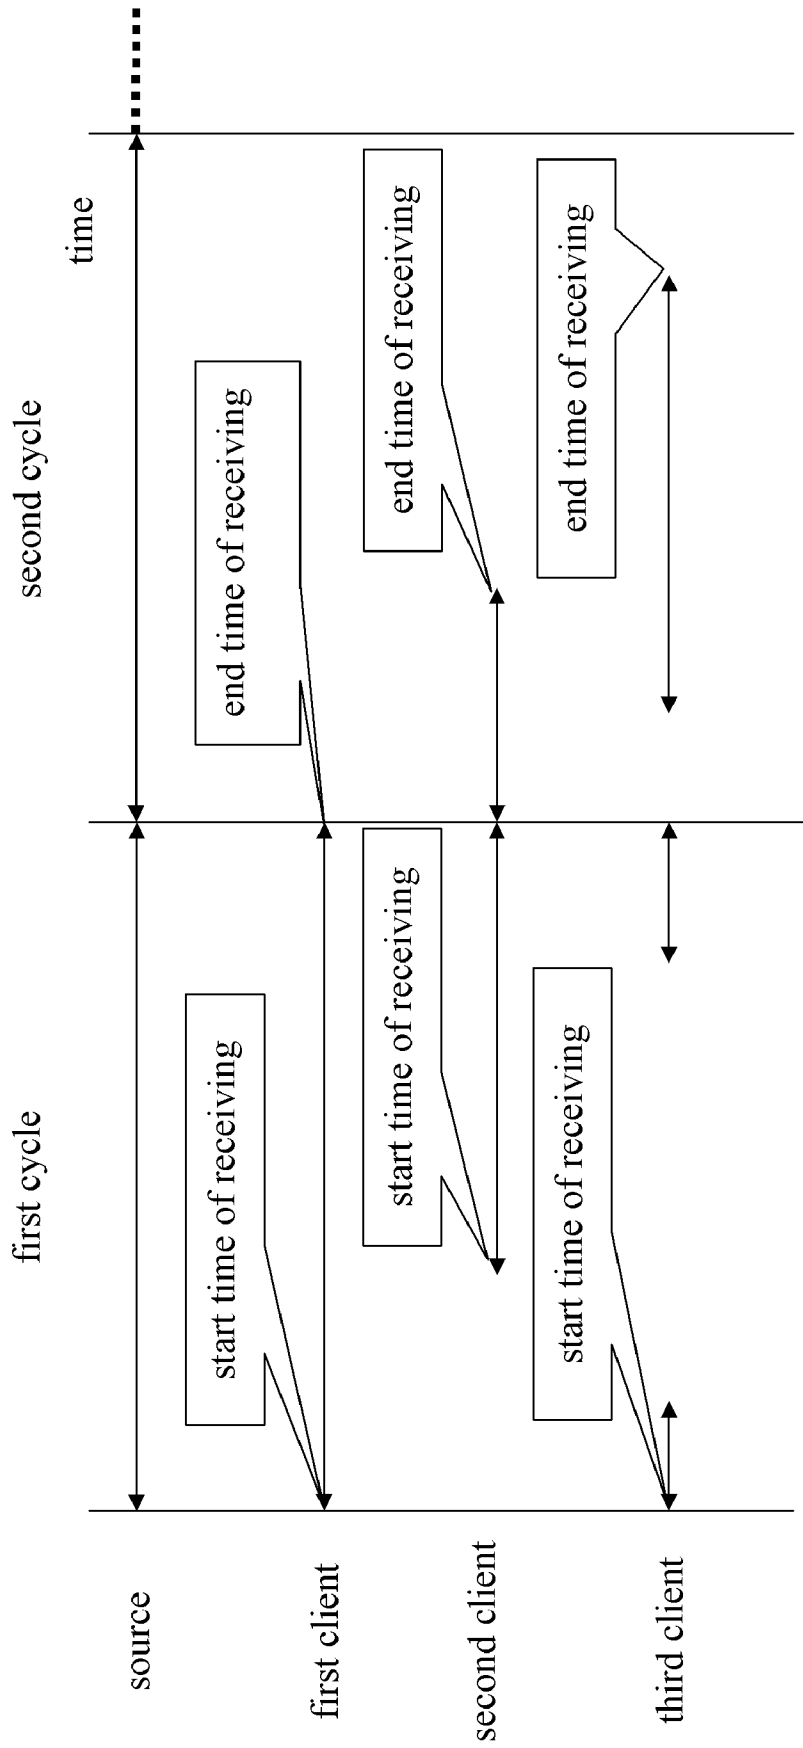 first cycle
second cycle
time
source
start time of receiving
end time of receiving
first client
start time of receiving
end time of receiving
second client
start time of receiving
end time of receiving
third client